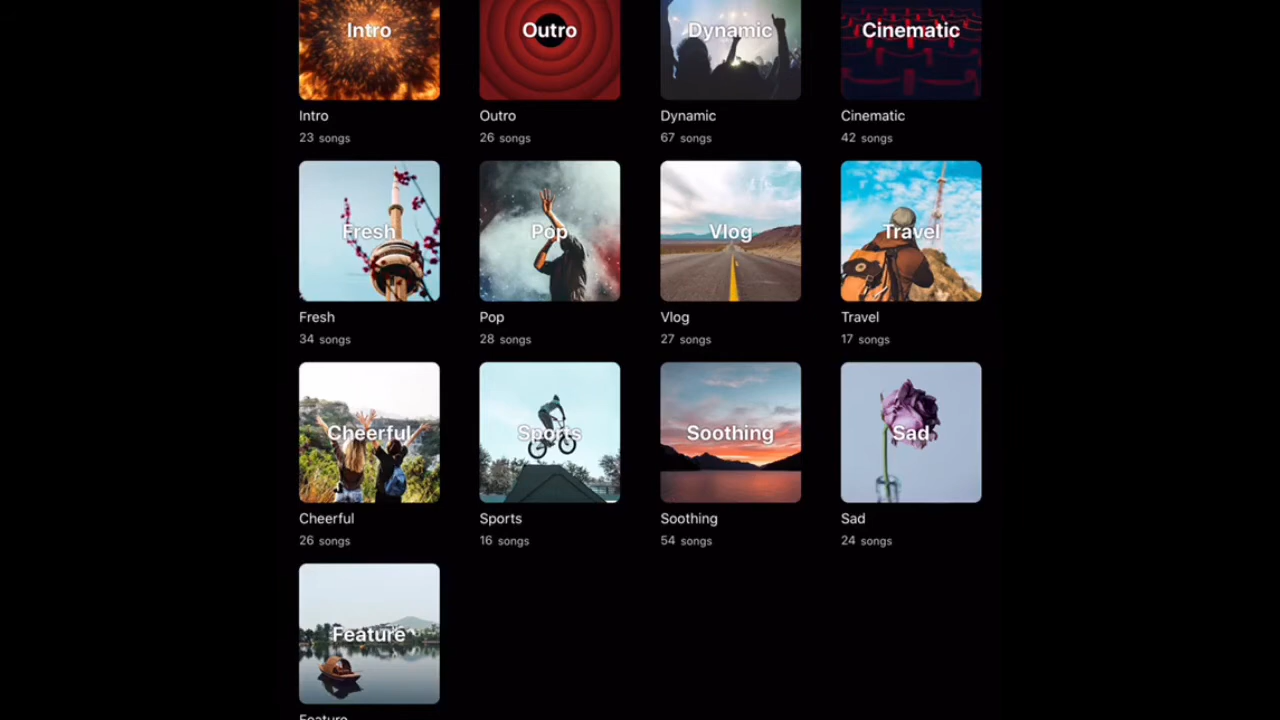 Intro
Outro
Dynamic
Cinematic
Intro
Outro
Dynamic
Cinematic
23 songs
26 songs
67 songs
42 songs
Fresh
Pop
Vlog
Travel
Fresh
Pop
Vlog
Travel
34 songs
28 songs
27 songs
17 songs
Cheerful
Sports
Soothing
Sad
Cheerful
Sports
Soothing
Sad
26 songs
16 songs
54 songs
24 songs
Feature
Feature